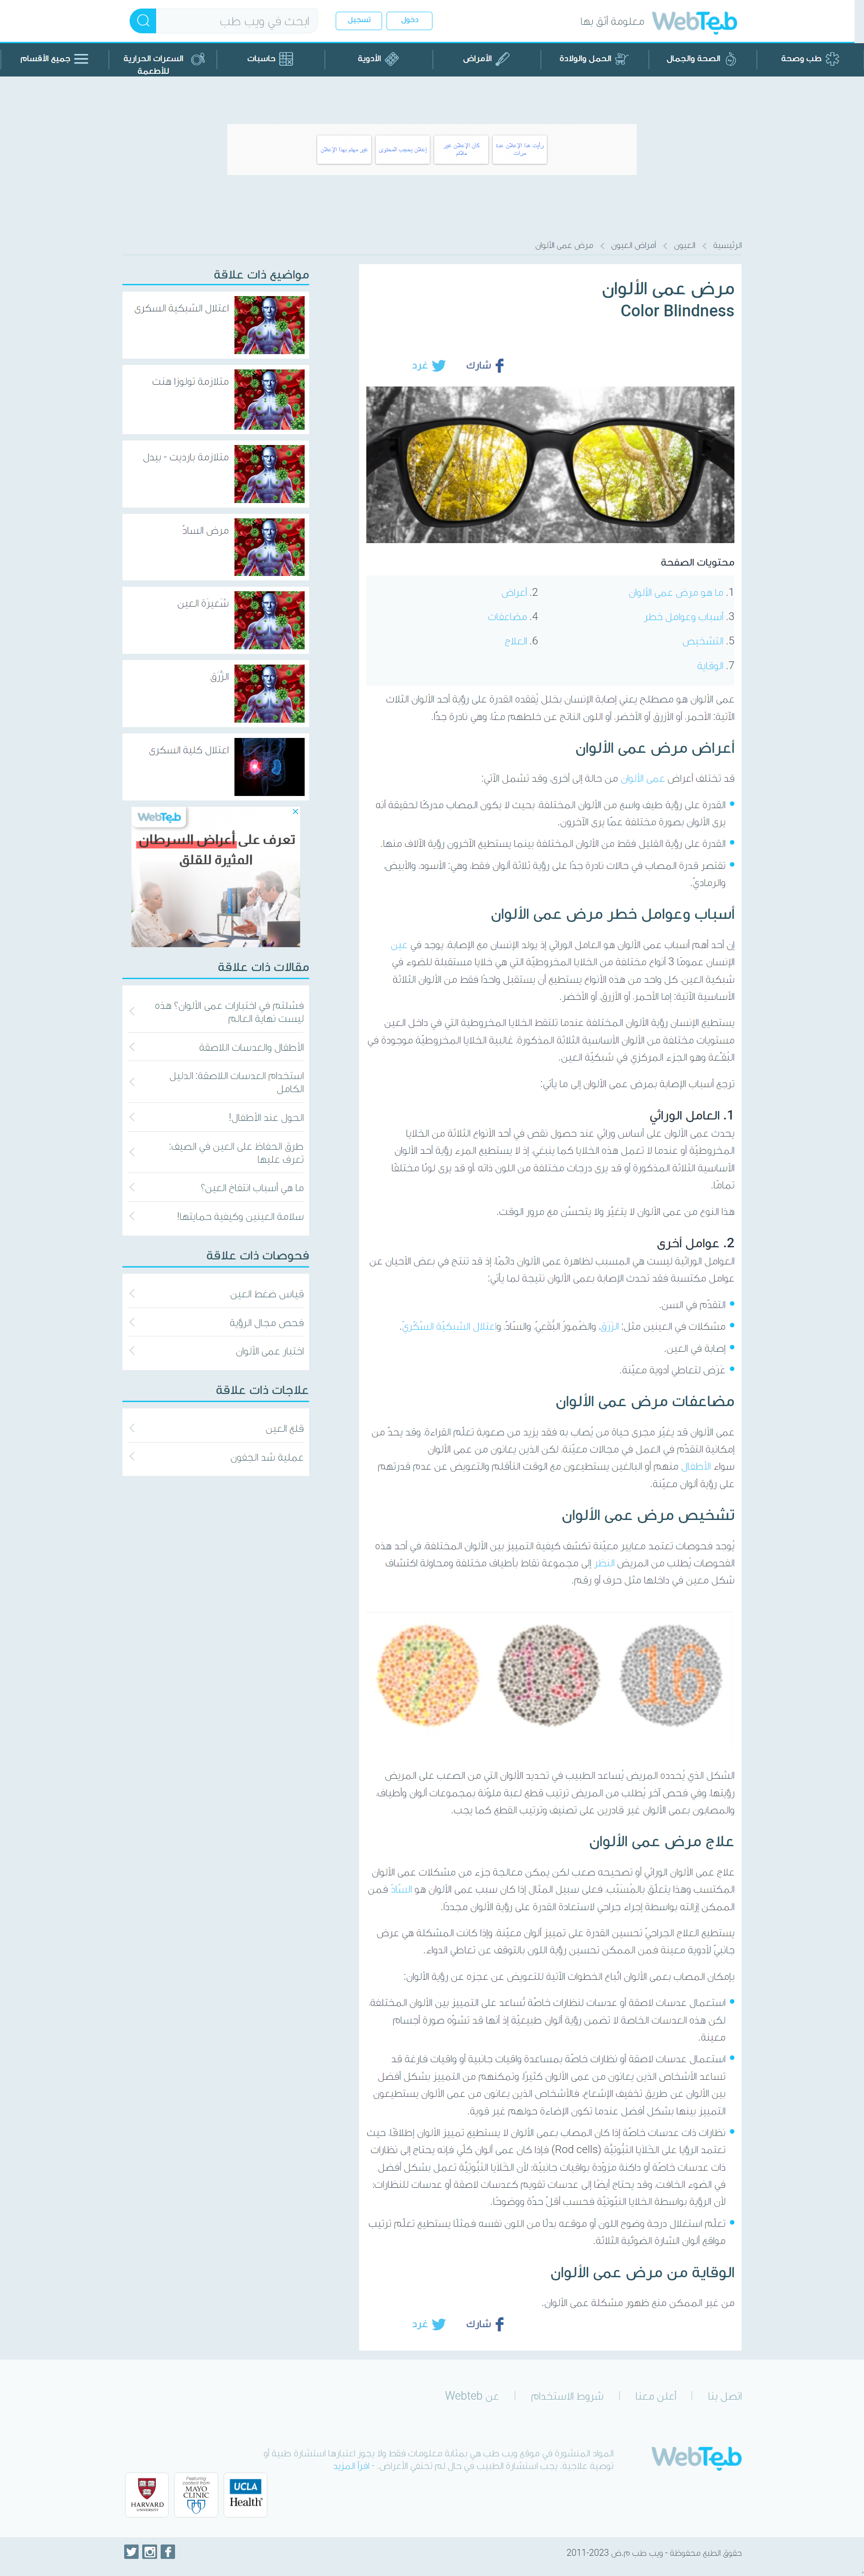 WebTeb
معلومة أثق بها
دخول
تسجيل
ابحث في ويب طب
طب وصحة
الصحة والجمال
الحمل والولادة
الأمراض
الأدوية
حاسبات
السعرات الحرارية
للأطعمة
جميع الأقسام
رأيت هذا الإعلان عدة
مرات
كان الإعلان غير
ملائم
إعلان يحجب المحتوى
غير مهتم بهذا الإعلان
الرئيسية
العيون
أمراض العيون
مرض عمى الألوان
مرض عمى الألوان
Color Blindness
شارك
غرد
محتويات الصفحة
1. ما هو مرض عمى الألوان
2. أعراض
3. أسباب وعوامل خطر
4. مضاعفات
5. التشخيص
6. العلاج
7. الوقاية
عمى الألوان هو مصطلح يعني إصابة الإنسان بخلل يُفقده القدرة على رؤية أحد الألوان الثلاث
الآتية: الأحمر، أو الأزرق أو الأخضر، أو اللون الناتج عن خلطهم معًا، وهي نادرة جدًّا.
أعراض مرض عمى الألوان
قد تختلف أعراض عمى الألوان من حالة إلى أخرى، وقد تشمل الآتي:
القدرة على رؤية طيف واسع من الألوان المختلفة، بحيث لا يكون المصاب مدركًا لحقيقة أنه
يرى الألوان بصورة مختلفة عمّا يرى الآخرون.
القدرة على رؤية القليل فقط من الألوان المختلفة بينما يستطيع الآخرون رؤية الآلاف منها.
تقتصر قدرة المصاب في حالات نادرة جدًا على رؤية ثلاثة ألوان فقط، وهي: الأسود، والأبيض،
والرماديّ.
أسباب وعوامل خطر مرض عمى الألوان
إن أحد أهم أسباب عمى الألوان هو العامل الوراثي إذ يولد الإنسان مع الإصابة، يوجد في عين
الإنسان عمومًا 3 أنواع مختلفة من الخلايا المخروطيّة التي هي خلايا مستقبلة للضوء في
شبكية العين، كل واحد من هذه الأنواع يستطيع أن يستقبل واحدًا فقط من الألوان الثلاثة
الأساسية الآتية: إما الأحمر، أو الأزرق، أو الأخضر.
يستطيع الإنسان رؤية الألوان المختلفة عندما تلتقط الخلايا المخروطية التي في داخل العين
مستويات مختلفة من الألوان الأساسية الثلاثة المذكورة، غالبية الخلايا المخروطيّة موجودة في
البُقْعة وهو الجزء المركزي في شبكيّة العين.
ترجع أسباب الإصابة بمرض عمى الألوان إلى ما يأتي:
1. العامل الوراثي
يحدث عمى الألوان على أساس وراثي عند حصول نقص في أحد الأنواع الثلاثة من الخلايا
المخروطيّة أو عندما لا تعمل هذه الخلايا كما ينبغي، إذ لا يستطيع المرء رؤية أحد الألوان
الأساسية الثلاثة المذكورة أو قد يرى درجات مختلفة من اللون ذاته، أو قد يرى لونًا مختلفًا
تمامًا.
هذا النوع من عمى الألوان لا يتغيّر ولا يتحسّن مع مرور الوقت.
2. عوامل أخرى
العوامل الوراثية ليست هي المسبب لظاهرة عمى الألوان دائمًا، إذ قد تنتج في بعض الأحيان عن
عوامل مكتسبة فقد تحدث الإصابة بعمى الألوان نتيجة لما يأتي:
التقدّم في السن.
مشكلات في العينين مثل: الزَرَق، والضُمورُ البُقَعيّ، والسّادّ، واعتلال الشبكيّة السُكّريّ.
إصابة في العين.
عَرَض لتعاطي أدوية معيّنة.
مضاعفات مرض عمى الألوان
عمى الألوان قد يغيّر مجرى حياة من يُصاب به فقد يزيد من صعوبة تعلّم القراءة، وقد يحدّ من
إمكانية التقدّم في العمل في مجالات معيّنة، لكن الذين يعانون من عمى الألوان
سواء الأطفال منهم أو البالغين يستطيعون مع الوقت التأقلم والتعويض عن عدم قدرتهم
على رؤية ألوان معيّنة.
تشخيص مرض عمى الألوان
يُوجد فحوصات تعتمد معايير معيّنة تكشف كيفية التمييز بين الألوان المختلفة، في أحد هذه
الفحوصات يُطلب من المريض النظر إلى مجموعة نقاط بأطياف مختلفة ومحاولة اكتشاف
شكل معين في داخلها مثل حرف أو رقم.
7 13 16
الشكل الذي يُحدده المريض يُساعد الطبيب في تحديد الألوان التي من الصعب على المريض
رؤيتها، وفي فحص آخر يُطلب من المريض ترتيب قطع لعبة ملوّنة بمجموعات ألوان وأطياف،
والمصابون بعمى الألوان غير قادرين على تصنيف وترتيب القطع كما يجب.
علاج مرض عمى الألوان
علاج عمى الألوان الوراثي أو تصحيحه صعب لكن يمكن معالجة جزء من مشكلات عمى الألوان
المكتسب وهذا يتعلّق بالمُسَبّب، فعلى سبيل المثال إذا كان سبب عمى الألوان هو السّادّ فمن
الممكن إزالته بواسطة إجراء جراحي لاستعادة القدرة على رؤية الألوان مجددًا.
يستطيع العلاج الجراحيّ تحسين القدرة على تمييز ألوان معيّنة، وإذا كانت المشكلة هي عرض
جانبيّ لأدوية معينة فمن الممكن تحسين رؤية اللون بالتوقف عن تعاطي الدواء.
بإمكان المصاب بعمى الألوان اتّباع الخطوات الآتية للتعويض عن عجزه عن رؤية الألوان:
استعمال عدسات لاصقة أو عدسات لنظارات خاصّة تُساعد على التمييز بين الألوان المختلفة،
لكن هذه العدسات الخاصة لا تضمن رؤية ألوان طبيعيّة إذ أنها قد تشوّه صورة أجسام
معينة.
استعمال عدسات لاصقة أو نظارات خاصّة بمساعدة واقيات جانبية أو واقيات فارغة قد
تساعد الأشخاص الذين يعانون من عمى الألوان كثيرًا، وتمكنهم من التمييز بشكل أفضل
بين الألوان عن طريق تخفيف الإشعاع، فالأشخاص الذين يعانون من عمى الألوان يستطيعون
التمييز بينها بشكل أفضل عندما تكون الإضاءة حولهم غير قوية.
نظارات ذات عدسات خاصّة إذا كان المصاب بعمى الألوان لا يستطيع تمييز الألوان إطلاقًا، حيث
تعتمد الرؤيا على الخَلَايا النَبُّوتِيَّة (Rod cells) فإذا كان عمى ألوان كلّي فإنه يحتاج إلى نظارات
ذات عدسات خاصّة أو داكنة مزوّدة بواقيات جانبيّة؛ لأن الخَلَايا النَبُّوتيَّة تعمل بشكل أفضل
في الضوء الخافت، وقد يحتاج أيضًا إلى عدسات تقويم كعدسات لاصقة أو عدسات للنظارات؛
لأن الرؤية بواسطة الخلايا النبّوتيّة فحسب أقلّ حدّة ووضوحًا.
تعلّم استغلال درجة وضوح اللون أو موقعه بدلًا من اللون نفسه فمثلًا يستطيع تعلّم ترتيب
مواقع ألوان الشارة الضوئية الثلاثة.
الوقاية من مرض عمى الألوان
من غير الممكن منع ظهور مشكلة عمى الألوان.
شارك
غرد
مواضيع ذات علاقة
اعتلال الشبكية السكري
متلازمة تولوزا هنت
متلازمة بارديت - بيدل
مرض السادّ
شعيرَة العين
الزَّرَق
اعتلال كلية السكري
WebTeb
تعرف على أعراض السرطان
المثيرة للقلق
مقالات ذات علاقة
فشلتم في اختبارات عمى الألوان؟ هذه
ليست نهاية العالم
الأطفال والعدسات اللاصقة
استخدام العدسات اللاصقة: الدليل
الكامل
الحول عند الأطفال!
طرق الحفاظ على العين في الصيف:
تعرف عليها
ما هي أسباب انتفاخ العين؟
سلامة العينين وكيفية حمايتها!
فحوصات ذات علاقة
قياس ضغط العين
فحص مجال الرؤية
اختبار عمى الألوان
علاجات ذات علاقة
قلع العين
عملية شد الجفون
اتصل بنا
أعلن معنا
شروط الاستخدام
عن Webteb
WebTeb
المواد المنشورة في موقع ويب طب هي بمثابة معلومات فقط ولا يجوز اعتبارها استشارة طبية أو
توصية علاجية. يجب استشارة الطبيب في حال لم تختفي الأعراض. - اقرأ المزيد
HARVARD
UNIVERSITY
Featuring
content from
MAYO
CLINIC
UCLA
Health
حقوق الطبع محفوظة - ويب طب م.ض 2023-2011